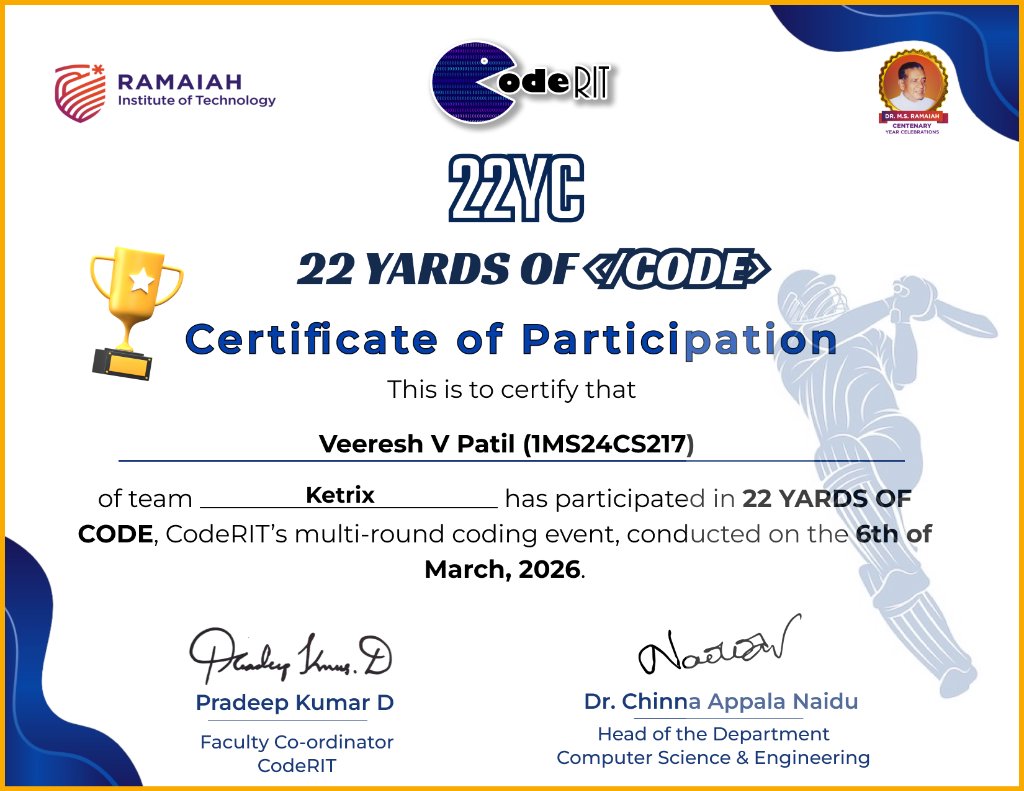 RAMAIAH
Institute of Technology
CodeRIT
DR. M.S. RAMAIAH
CENTENARY
YEAR CELEBRATIONS
22YC
22 YARDS OF </CODE>
Certificate of Participation
This is to certify that
Veeresh V Patil (1MS24CS217)
of team Ketrix has participated in 22 YARDS OF
CODE, CodeRIT’s multi-round coding event, conducted on the 6th of
March, 2026.
Pradeep Kumar D
Pradeep Kumar D
Faculty Co-ordinator
CodeRIT
Dr. Chinna Appala Naidu
Head of the Department
Computer Science & Engineering